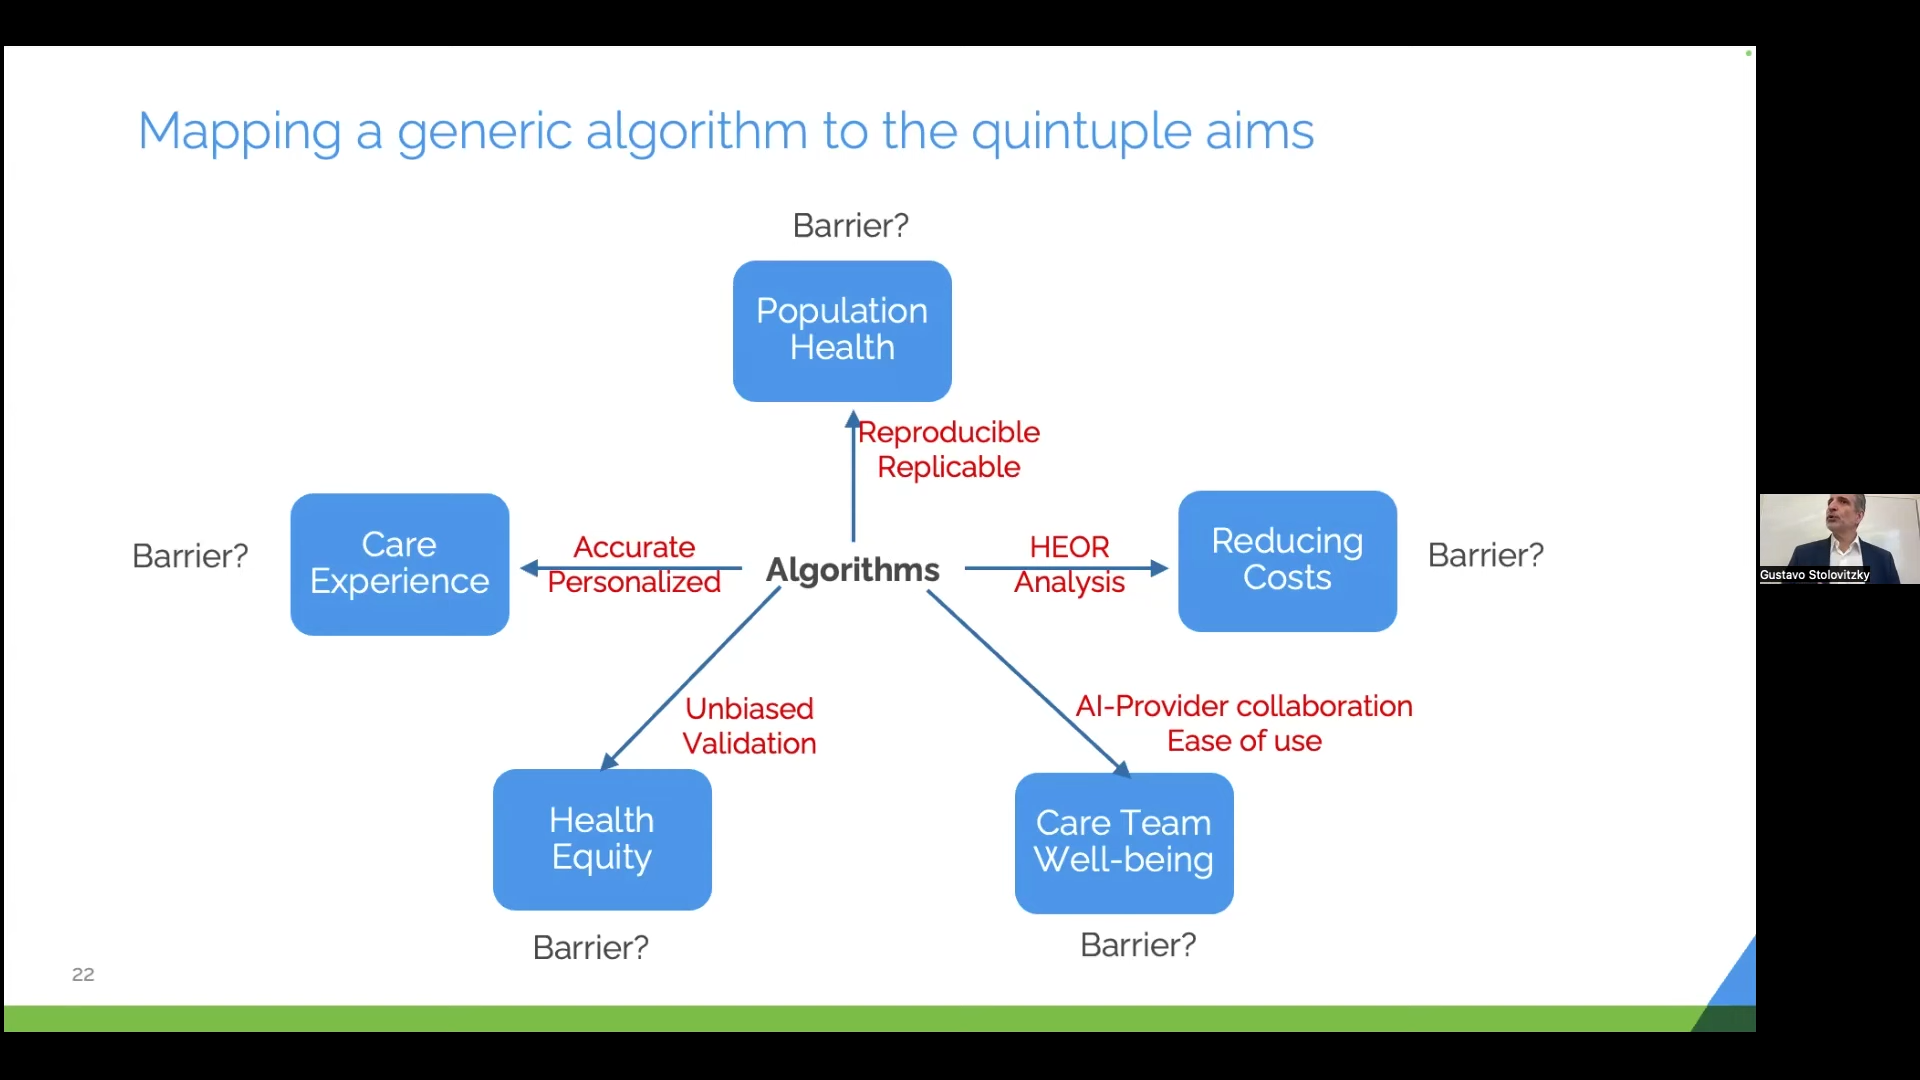 Mapping a generic algorithm to the quintuple aims
Barrier?
Population
Health
Reproducible
Replicable
Barrier?
Care
Experience
Accurate
Personalized
Algorithms
HEOR
Analysis
Reducing
Costs
Barrier?
Unbiased
Validation
AI-Provider collaboration
Ease of use
Health
Equity
Care Team
Well-being
Barrier?
Barrier?
22
Gustavo Stolovitzky